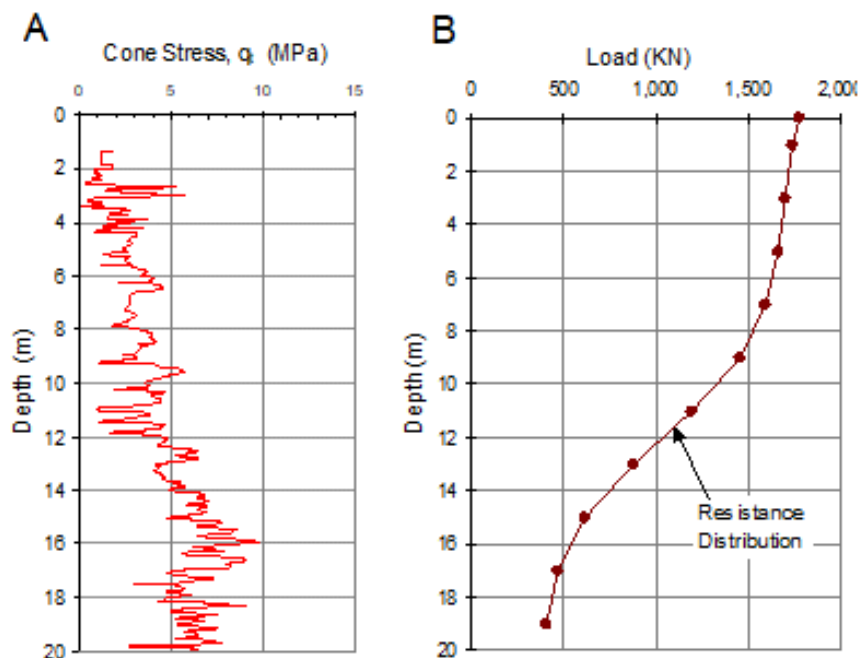 A
Cone Stress, qt (MPa)
0 5 10 15
0
2
4
6
8
10
12
14
16
18
20
Depth (m)
B
Load (KN)
0 500 1,000 1,500 2,00
0
2
4
6
8
10
12
14
16
18
20
Depth (m)
Resistance
Distribution